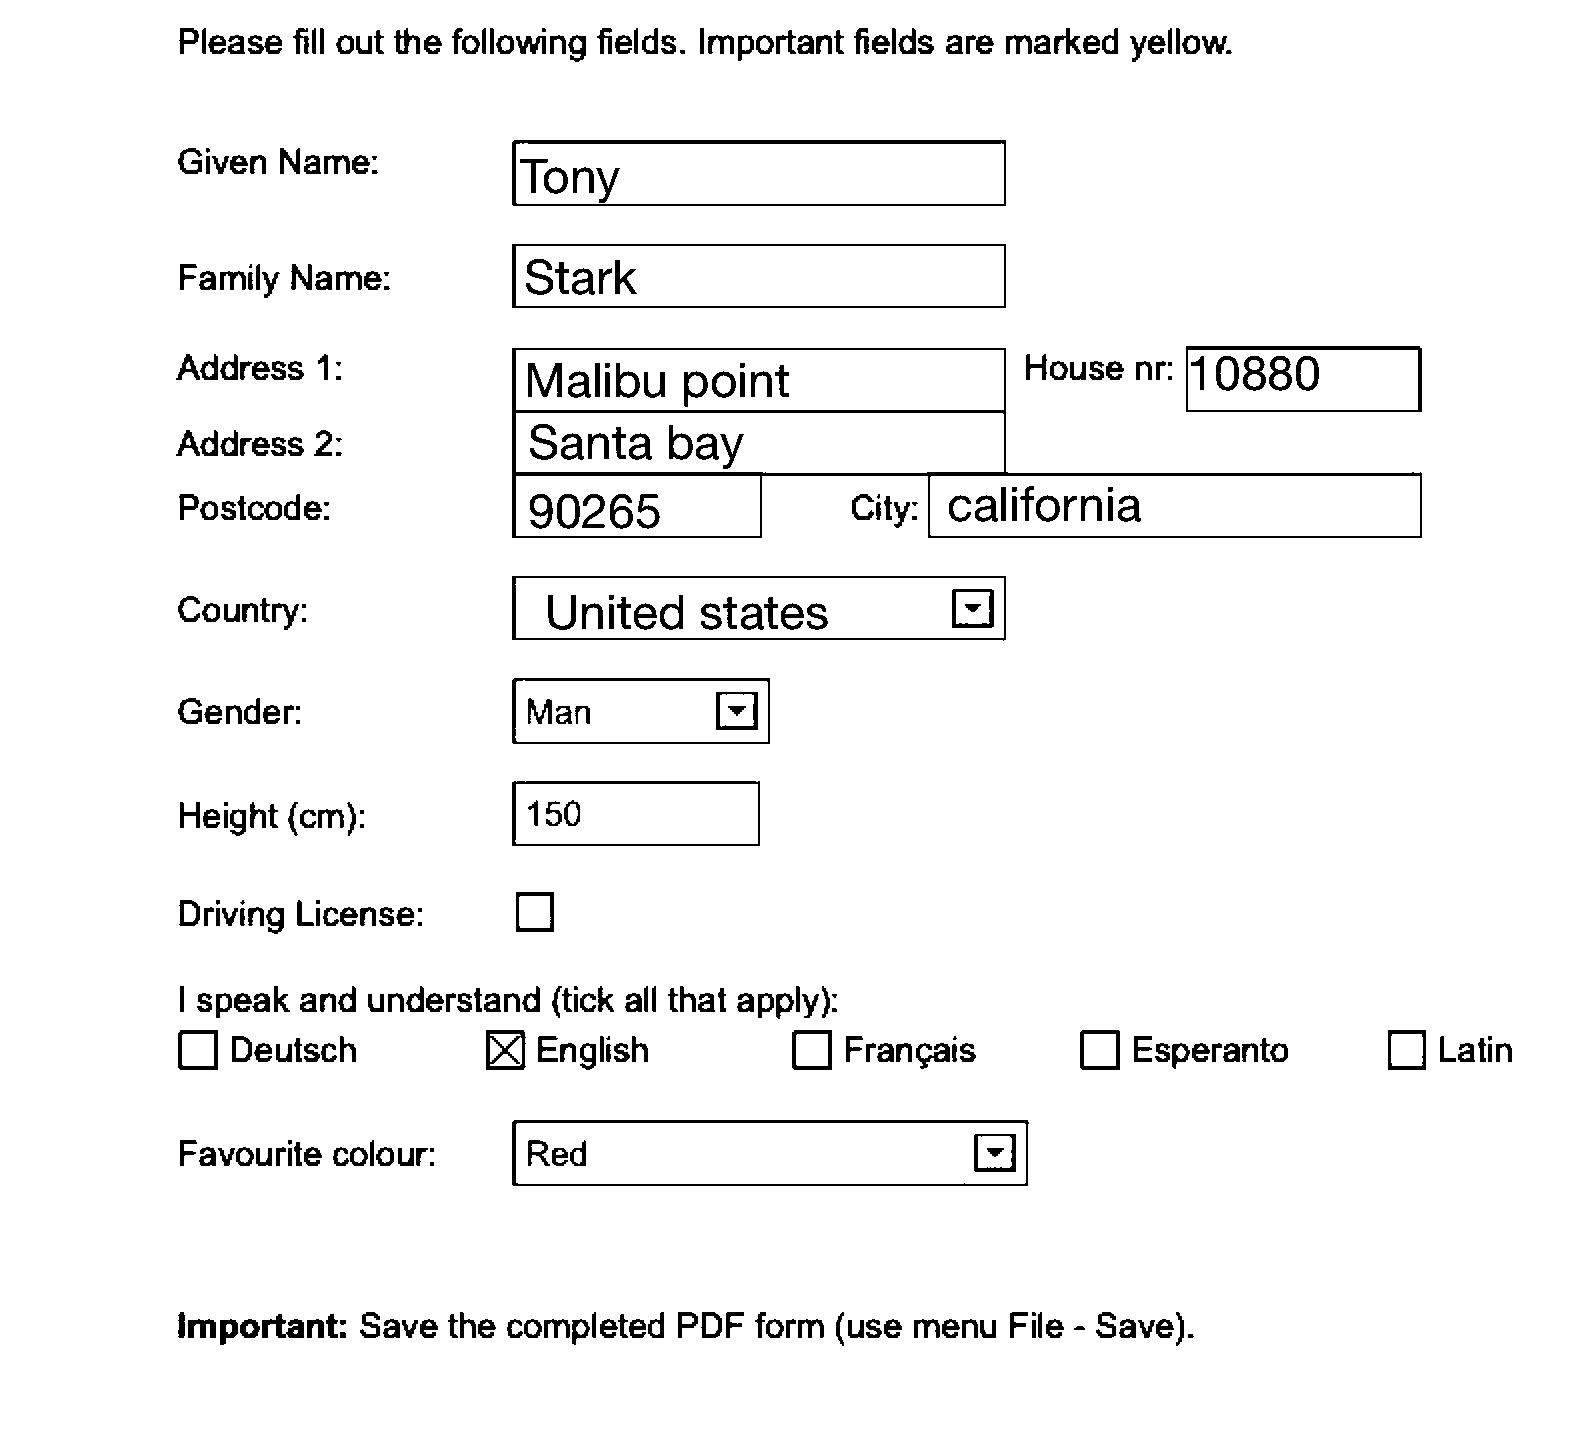 Please fill out the following fields. Important fields are marked yellow.
Given Name: Tony
Family Name: Stark
Address 1: Malibu point House nr: 10880
Address 2: Santa bay
Postcode: 90265 City: california
Country: United states
Gender: Man
Height (cm): 150
Driving License:
I speak and understand (tick all that apply):
Deutsch English Français Esperanto Latin
Favourite colour: Red
Important: Save the completed PDF form (use menu File - Save).